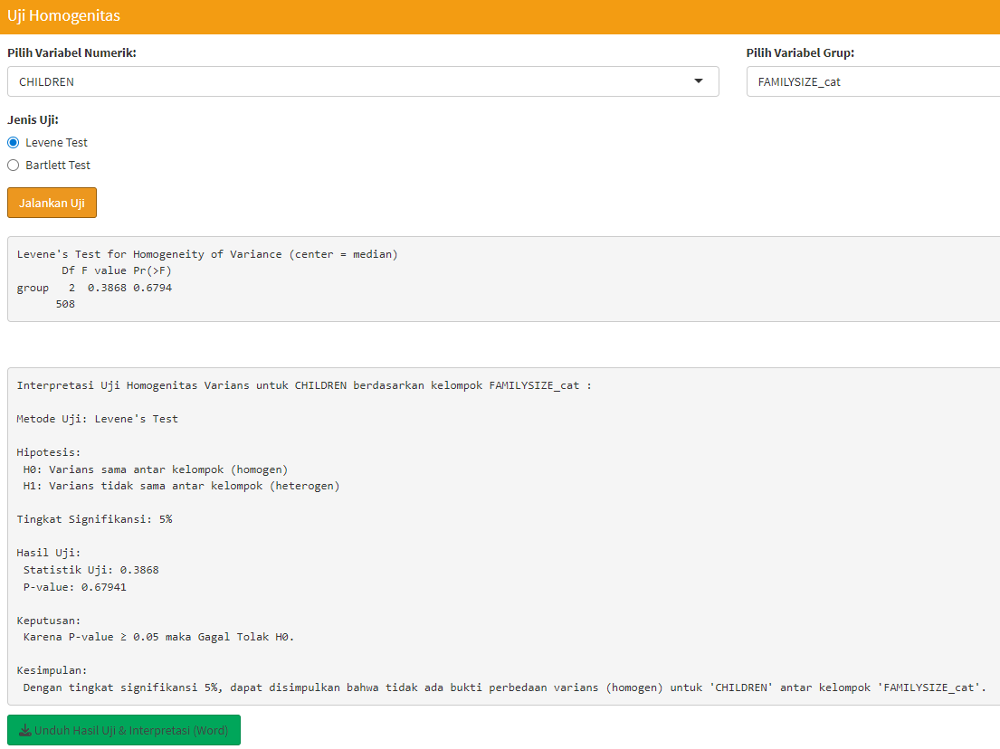 Uji Homogenitas
Pilih Variabel Numerik:
Pilih Variabel Grup:
CHILDREN
FAMILYSIZE_cat
Jenis Uji:
Levene Test
Bartlett Test
Jalankan Uji
Levene's Test for Homogeneity of Variance (center = median)
Df F value Pr(>F)
group 2 0.3868 0.6794
508
Interpretasi Uji Homogenitas Varians untuk CHILDREN berdasarkan kelompok FAMILYSIZE_cat :
Metode Uji: Levene's Test
Hipotesis:
H0: Varians sama antar kelompok (homogen)
H1: Varians tidak sama antar kelompok (heterogen)
Tingkat Signifikansi: 5%
Hasil Uji:
Statistik Uji: 0.3868
P-value: 0.67941
Keputusan:
Karena P-value ≥ 0.05 maka Gagal Tolak H0.
Kesimpulan:
Dengan tingkat signifikansi 5%, dapat disimpulkan bahwa tidak ada bukti perbedaan varians (homogen) untuk 'CHILDREN' antar kelompok 'FAMILYSIZE_cat'.
Unduh Hasil Uji & Interpretasi (Word)